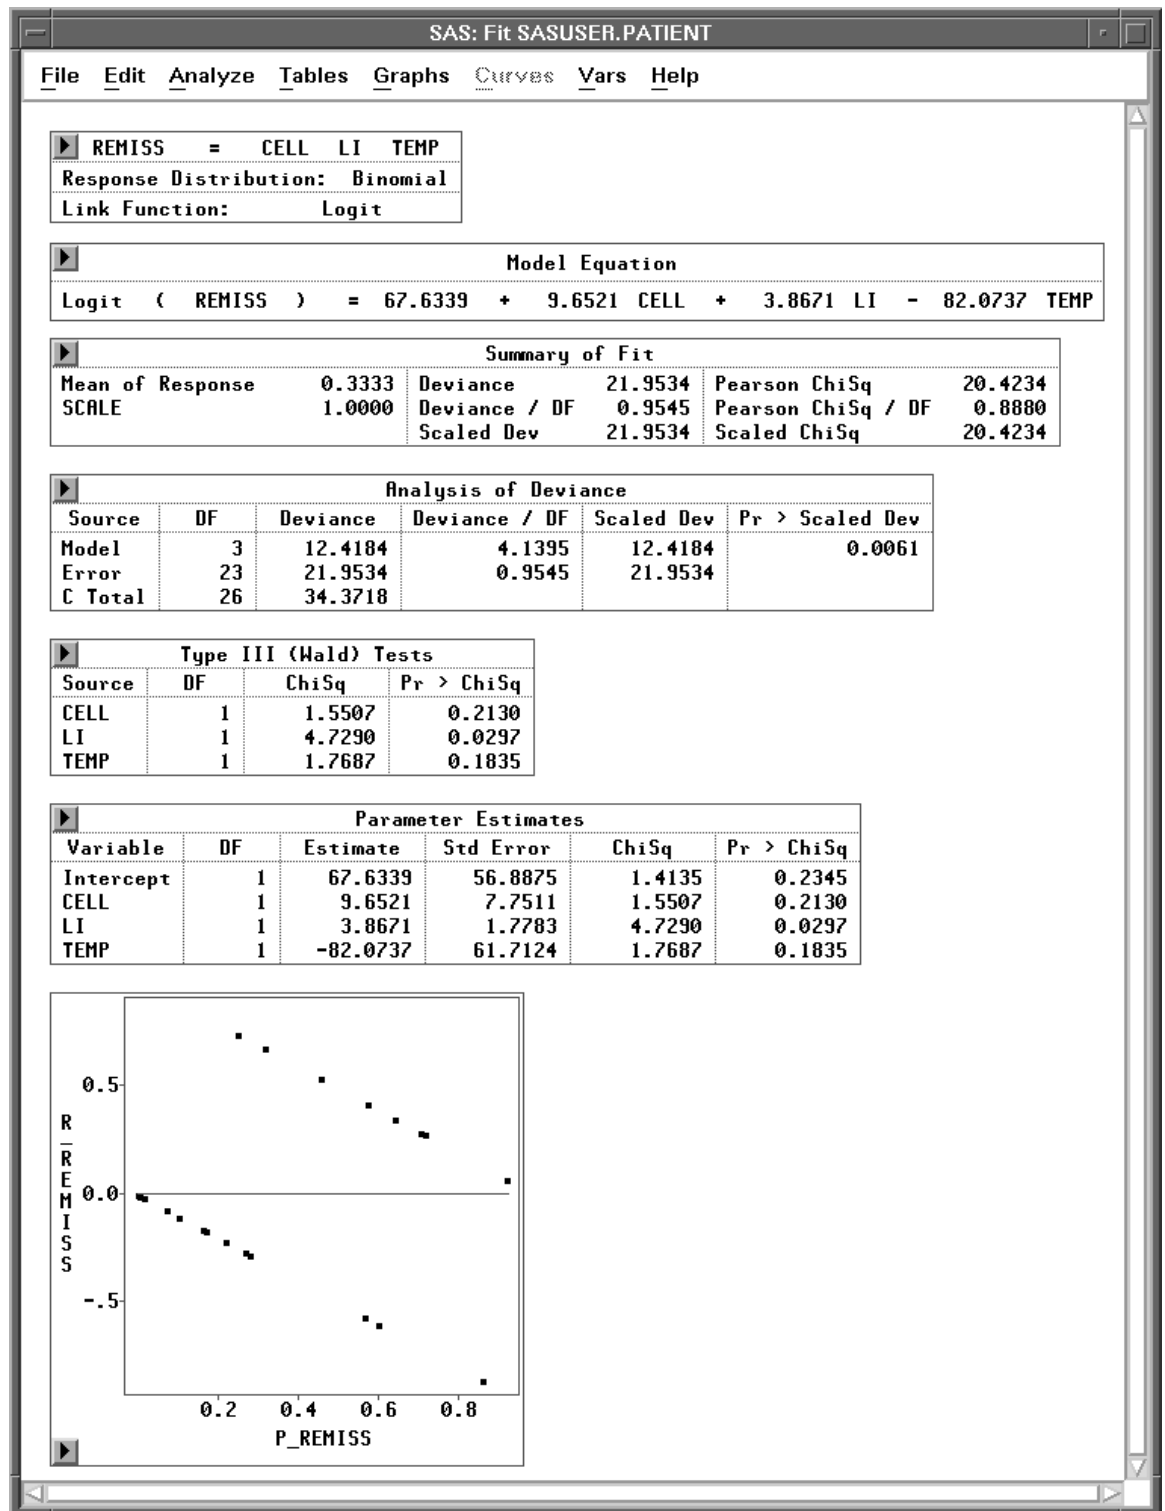 SAS: Fit SASUSER.PATIENT
File Edit Analyze Tables Graphs Curves Vars Help
REMISS = CELL LI TEMP
Response Distribution: Binomial
Link Function: Logit
Model Equation
Logit ( REMISS ) = 67.6339 + 9.6521 CELL + 3.8671 LI - 82.0737 TEMP
Summary of Fit
Mean of Response 0.3333 Deviance 21.9534 Pearson ChiSq 20.4234
SCALE 1.0000 Deviance / DF 0.9545 Pearson ChiSq / DF 0.8880
Scaled Dev 21.9534 Scaled ChiSq 20.4234
Analysis of Deviance
Source DF Deviance Deviance / DF Scaled Dev Pr > Scaled Dev
Model 3 12.4184 4.1395 12.4184 0.0061
Error 23 21.9534 0.9545 21.9534
C Total 26 34.3718
Type III (Wald) Tests
Source DF ChiSq Pr > ChiSq
CELL 1 1.5507 0.2130
LI 1 4.7290 0.0297
TEMP 1 1.7687 0.1835
Parameter Estimates
Variable DF Estimate Std Error ChiSq Pr > ChiSq
Intercept 1 67.6339 56.8875 1.4135 0.2345
CELL 1 9.6521 7.7511 1.5507 0.2130
LI 1 3.8671 1.7783 4.7290 0.0297
TEMP 1 -82.0737 61.7124 1.7687 0.1835
R_REMISS
0.5
0.0
-.5
0.2 0.4 0.6 0.8
P_REMISS